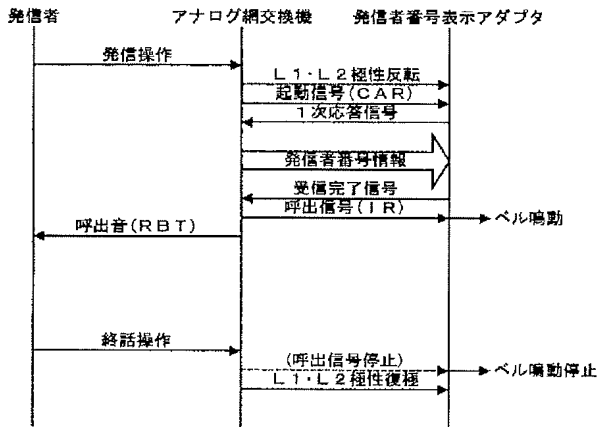 発信者
アナログ網交換機
発信者番号表示アダプタ
発信操作
L1・L2極性反転
起動信号(CAR)
1次応答信号
発信者番号情報
受信完了信号
呼出信号(IR)
ベル鳴動
呼出音(RBT)
終話操作
(呼出信号停止)
ベル鳴動停止
L1・L2極性復極